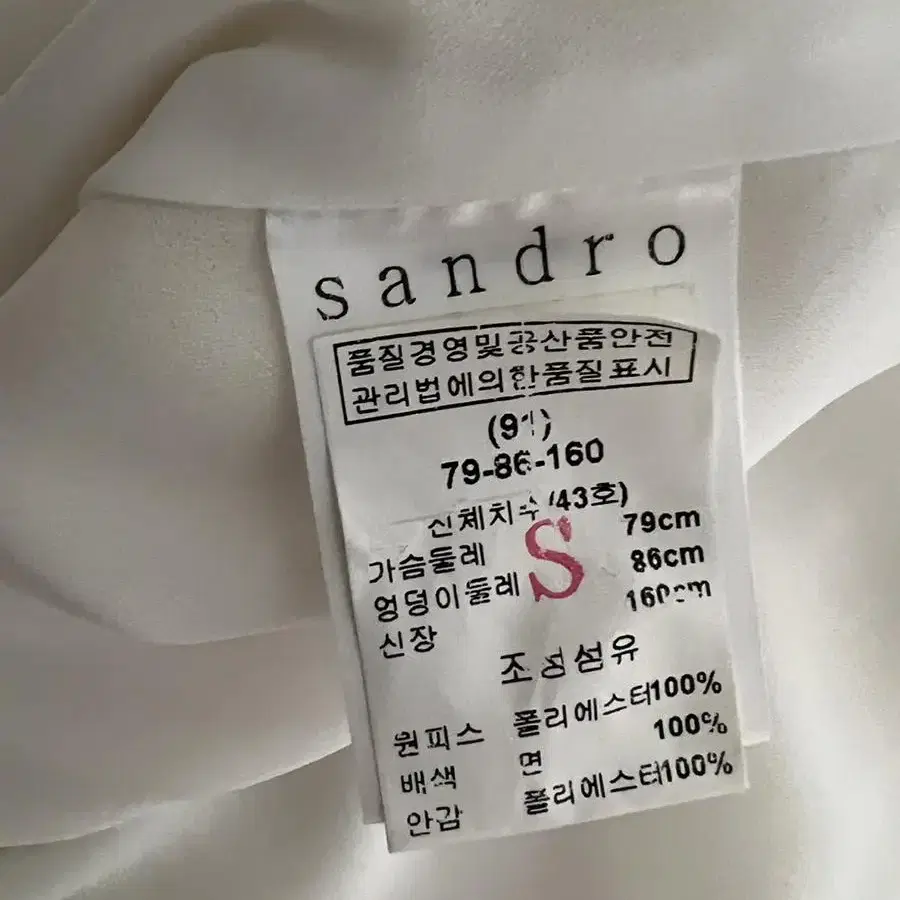 sandro
품질경영및공산품안전
관리법에의한품질표시
(91)
79-86-160
신체치수(43호)
가슴둘레 79cm
엉덩이둘레 86cm
신장 160cm
S
조성섬유
원피스 폴리에스터100%
배색 면 100%
안감 폴리에스터100%